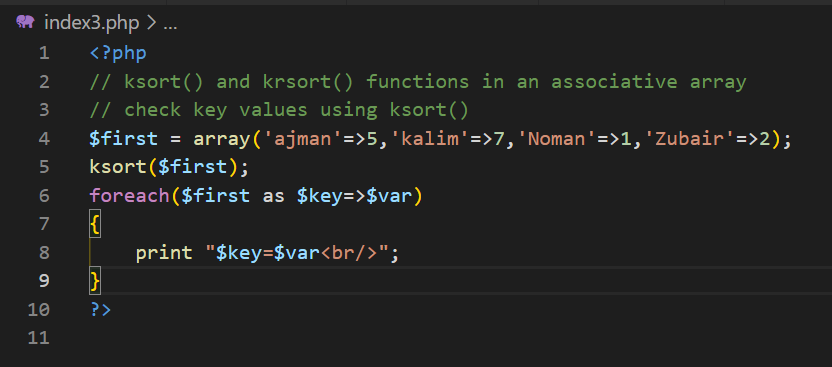 index3.php > ...
1 <?php
2 // ksort() and krsort() functions in an associative array
3 // check key values using ksort()
4 $first = array('ajman'=>5,'kalim'=>7,'Noman'=>1,'Zubair'=>2);
5 ksort($first);
6 foreach($first as $key=>$var)
7 {
8     print "$key=$var<br/>";
9 }
10 ?>
11